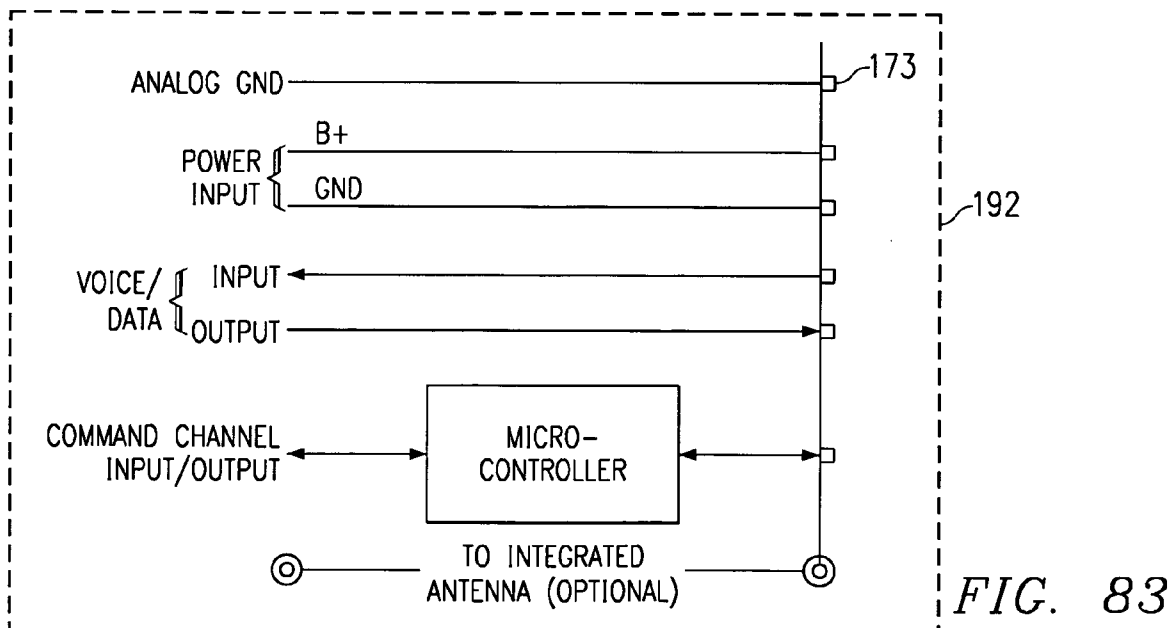 ANALOG GND
173
B+
POWER
INPUT
GND
192
VOICE/
DATA
INPUT
OUTPUT
COMMAND CHANNEL
INPUT/OUTPUT
MICRO-
CONTROLLER
TO INTEGRATED
ANTENNA (OPTIONAL)
FIG. 83